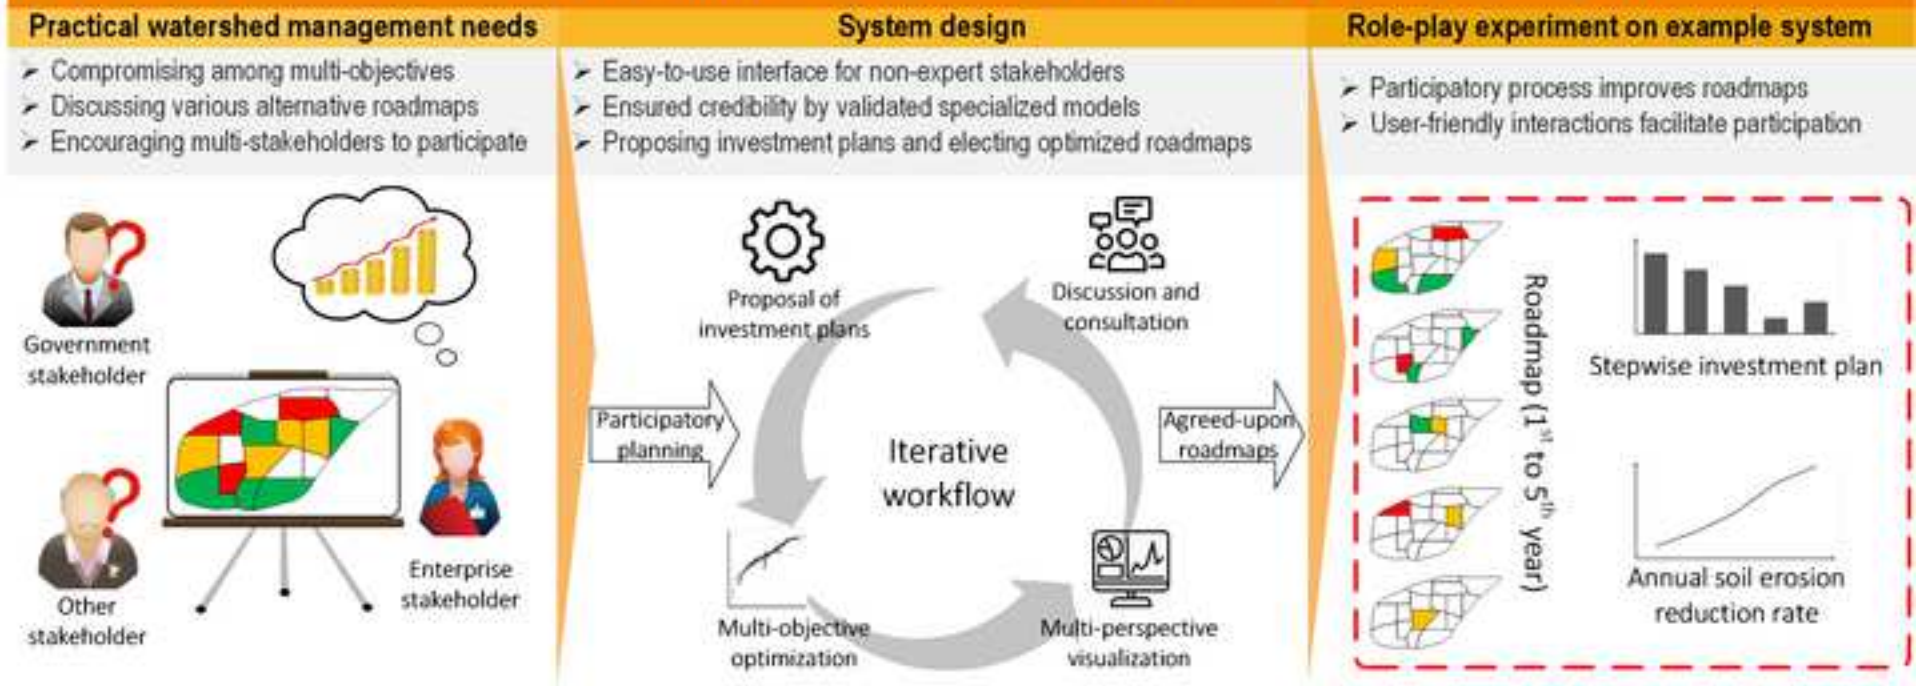 Practical watershed management needs
Compromising among multi-objectives
Discussing various alternative roadmaps
Encouraging multi-stakeholders to participate
Government
stakeholder
Other
stakeholder
Enterprise
stakeholder
System design
Easy-to-use interface for non-expert stakeholders
Ensured credibility by validated specialized models
Proposing investment plans and electing optimized roadmaps
Participatory
planning
Proposal of
investment plans
Discussion and
consultation
Iterative
workflow
Multi-objective
optimization
Multi-perspective
visualization
Agreed-upon
roadmaps
Role-play experiment on example system
Participatory process improves roadmaps
User-friendly interactions facilitate participation
Roadmap (1st to 5th year)
Stepwise investment plan
Annual soil erosion
reduction rate